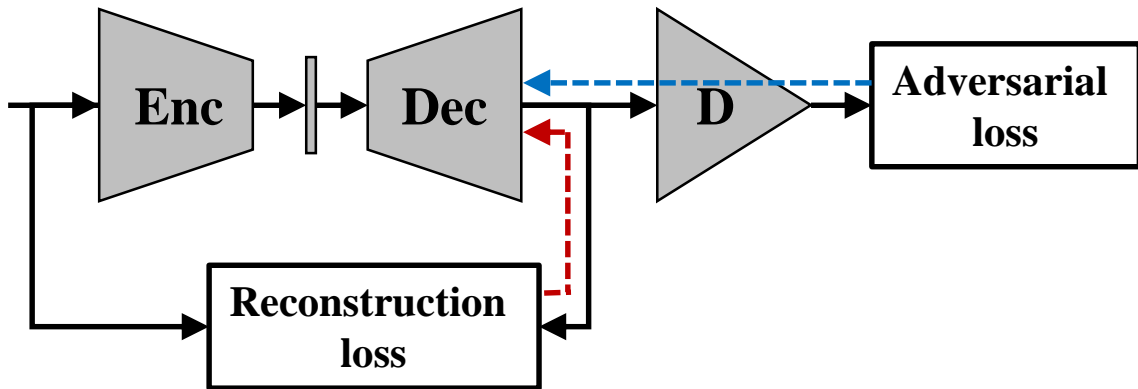 Enc
Dec
D
Adversarial
loss
Reconstruction
loss